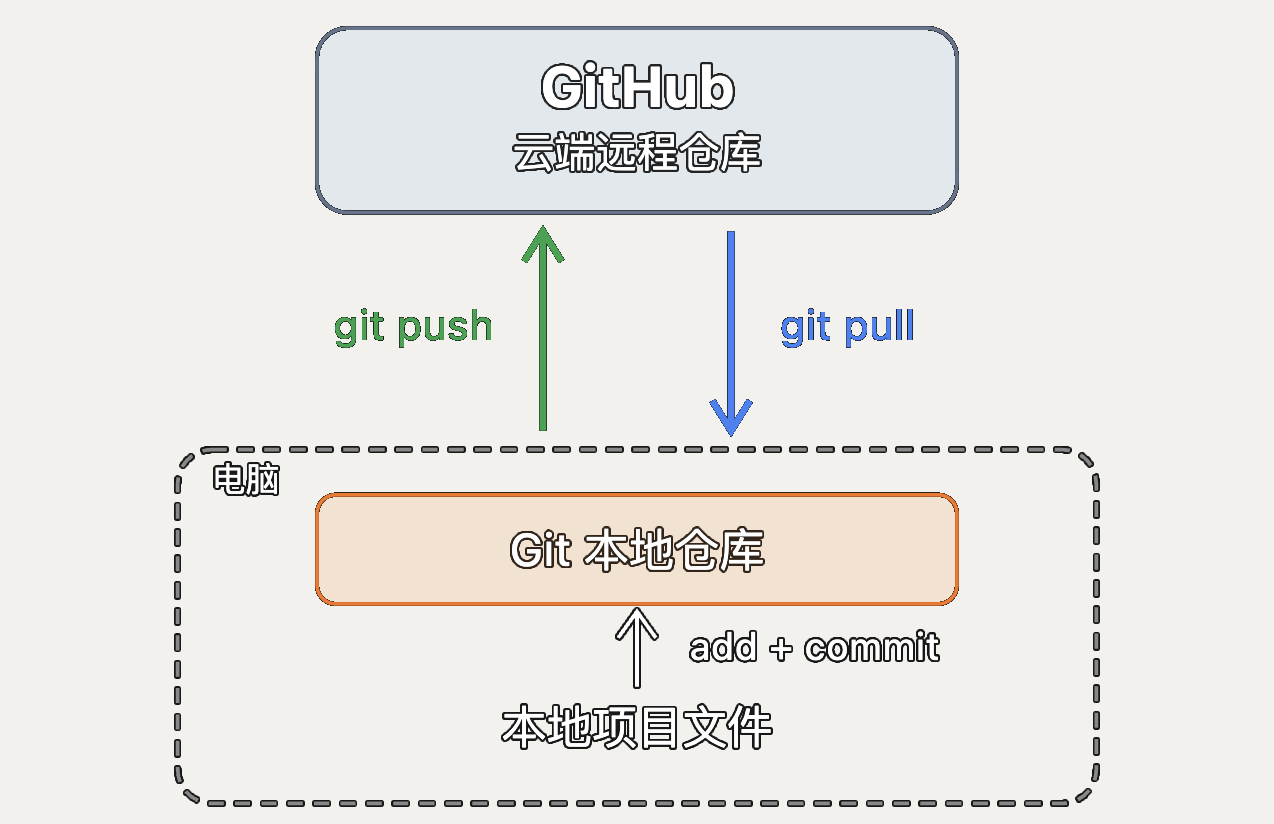 GitHub
云端远程仓库
git push
git pull
电脑
Git 本地仓库
add + commit
本地项目文件